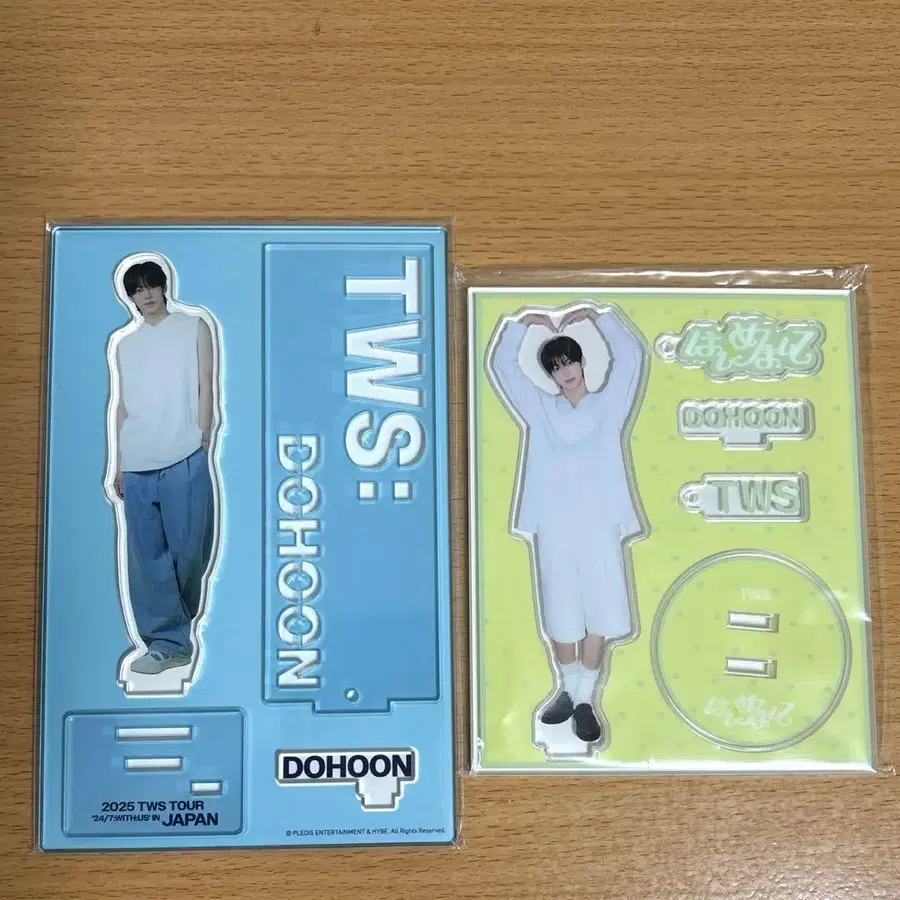 TWS:
DOHOON
2025 TWS TOUR
'24/7:WITH:US' IN JAPAN
DOHOON
© PLEDIS ENTERTAINMENT & HYBE. All Rights Reserved.
はじめまして
DOHOON
TWS
TWS
はじめまして